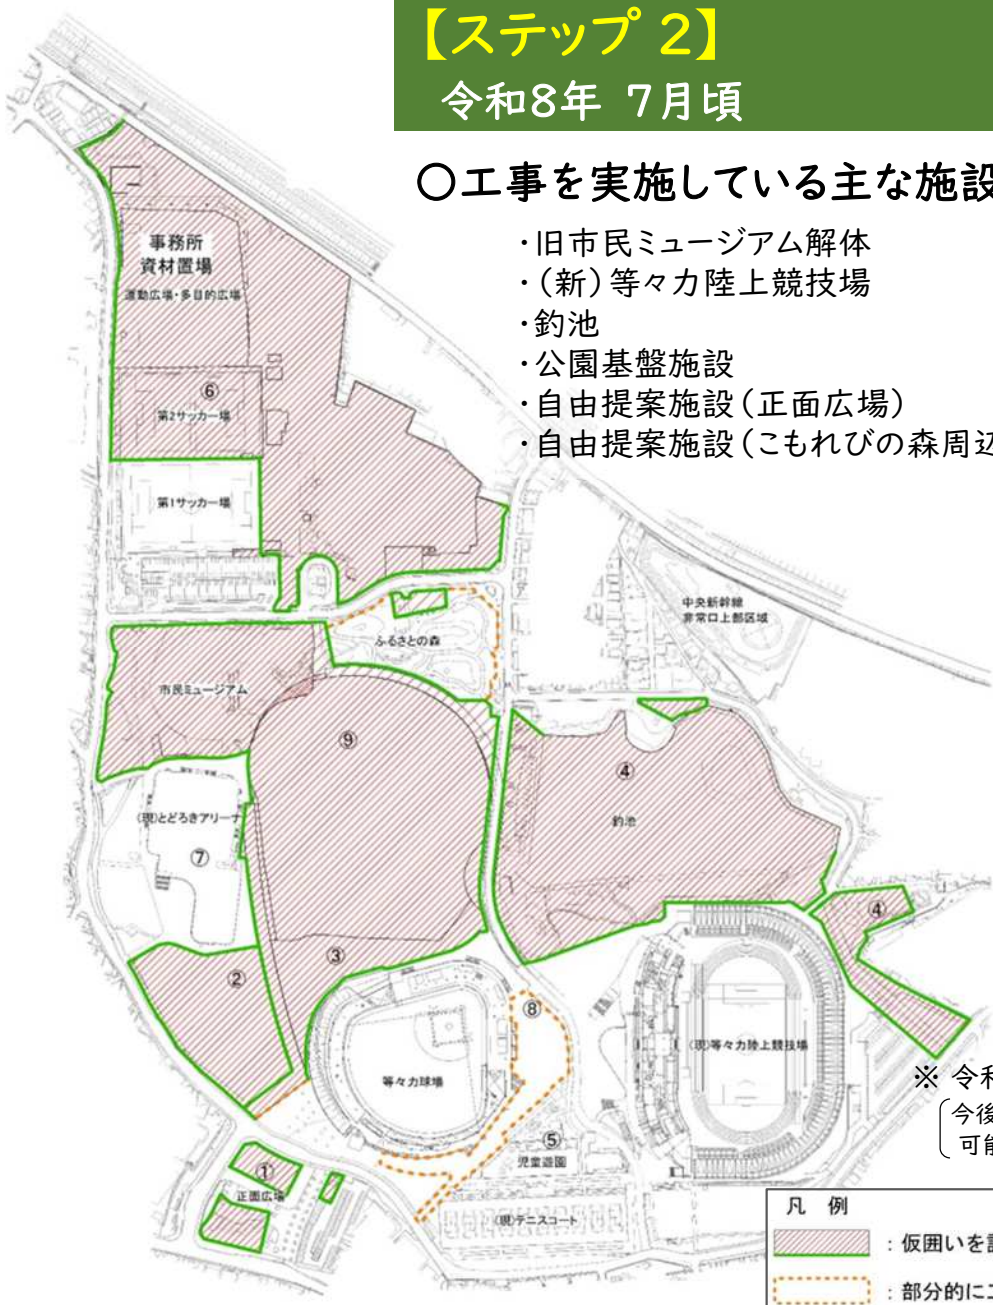 【ステップ 2】
令和8年 7月頃
〇工事を実施している主な施設
・旧市民ミュージアム解体
・(新)等々力陸上競技場
・釣池
・公園基盤施設
・自由提案施設(正面広場)
・自由提案施設(こもれびの森周辺
事務所
資材置場
運動広場・多目的広場
⑥
第2サッカー場
第1サッカー場
中央新幹線
非常口上部区域
ふるさとの森
市民ミュージアム
⑨
④
釣池
(現)とどろきアリーナ
⑦
④
③
②
⑧
(現)等々力陸上競技場
等々力球場
※ 令和
今後
可能
⑤
児童遊園
①
正面広場
(現)テニスコート
凡 例
：仮囲いを設
：部分的に工